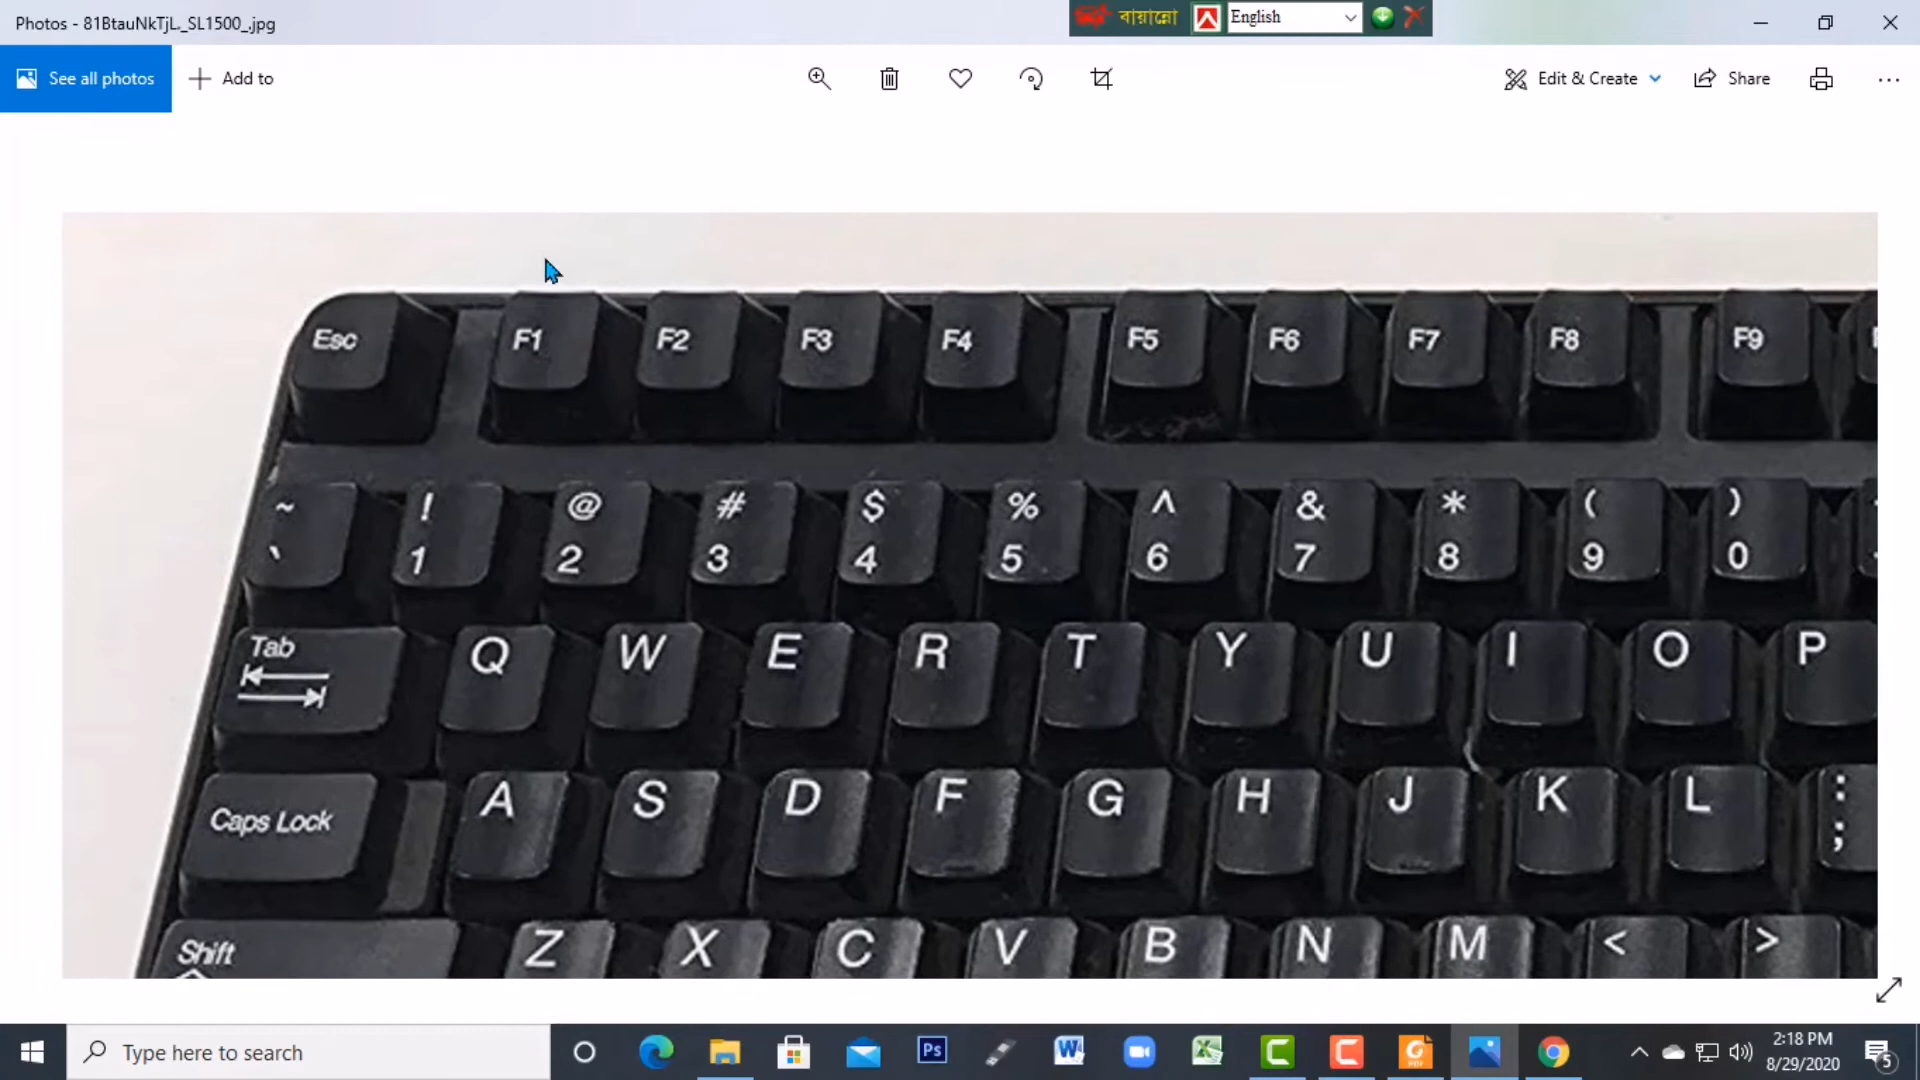 Photos - 81BtauNkTjL._SL1500_.jpg
বায়ান্নো English
See all photos Add to Edit & Create Share
Esc F1 F2 F3 F4 F5 F6 F7 F8 F9
~ ! @ # $ % ^ & * ( )
` 1 2 3 4 5 6 7 8 9 0
Tab Q W E R T Y U I O P
Caps Lock A S D F G H J K L : ;
Shift Z X C V B N M < >
Type here to search
Ps
2:18 PM
8/29/2020
5